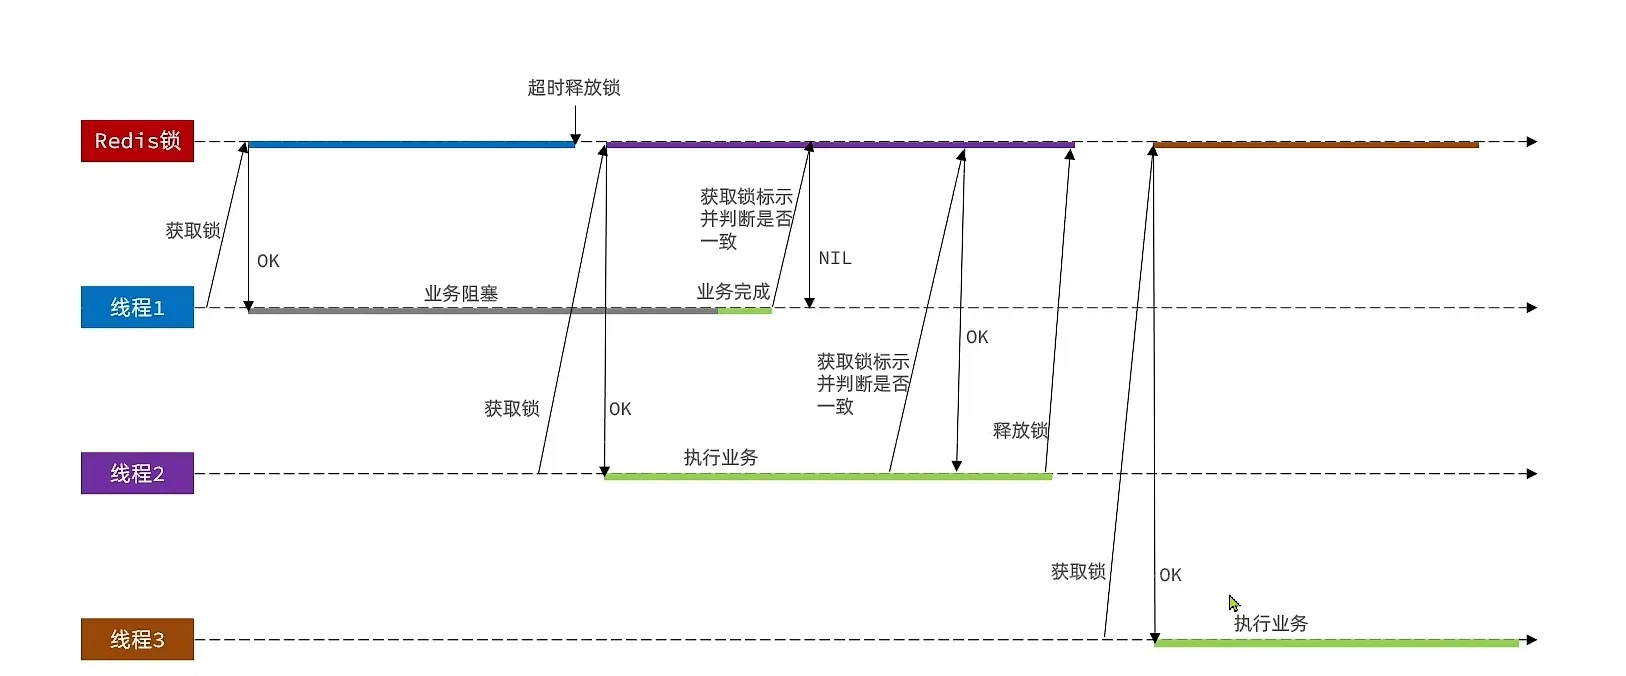 超时释放锁
Redis锁
获取锁标示
并判断是否
一致
获取锁
OK
NIL
业务阻塞
业务完成
线程1
OK
获取锁标示
并判断是否
一致
获取锁
OK
释放锁
执行业务
线程2
获取锁
OK
执行业务
线程3